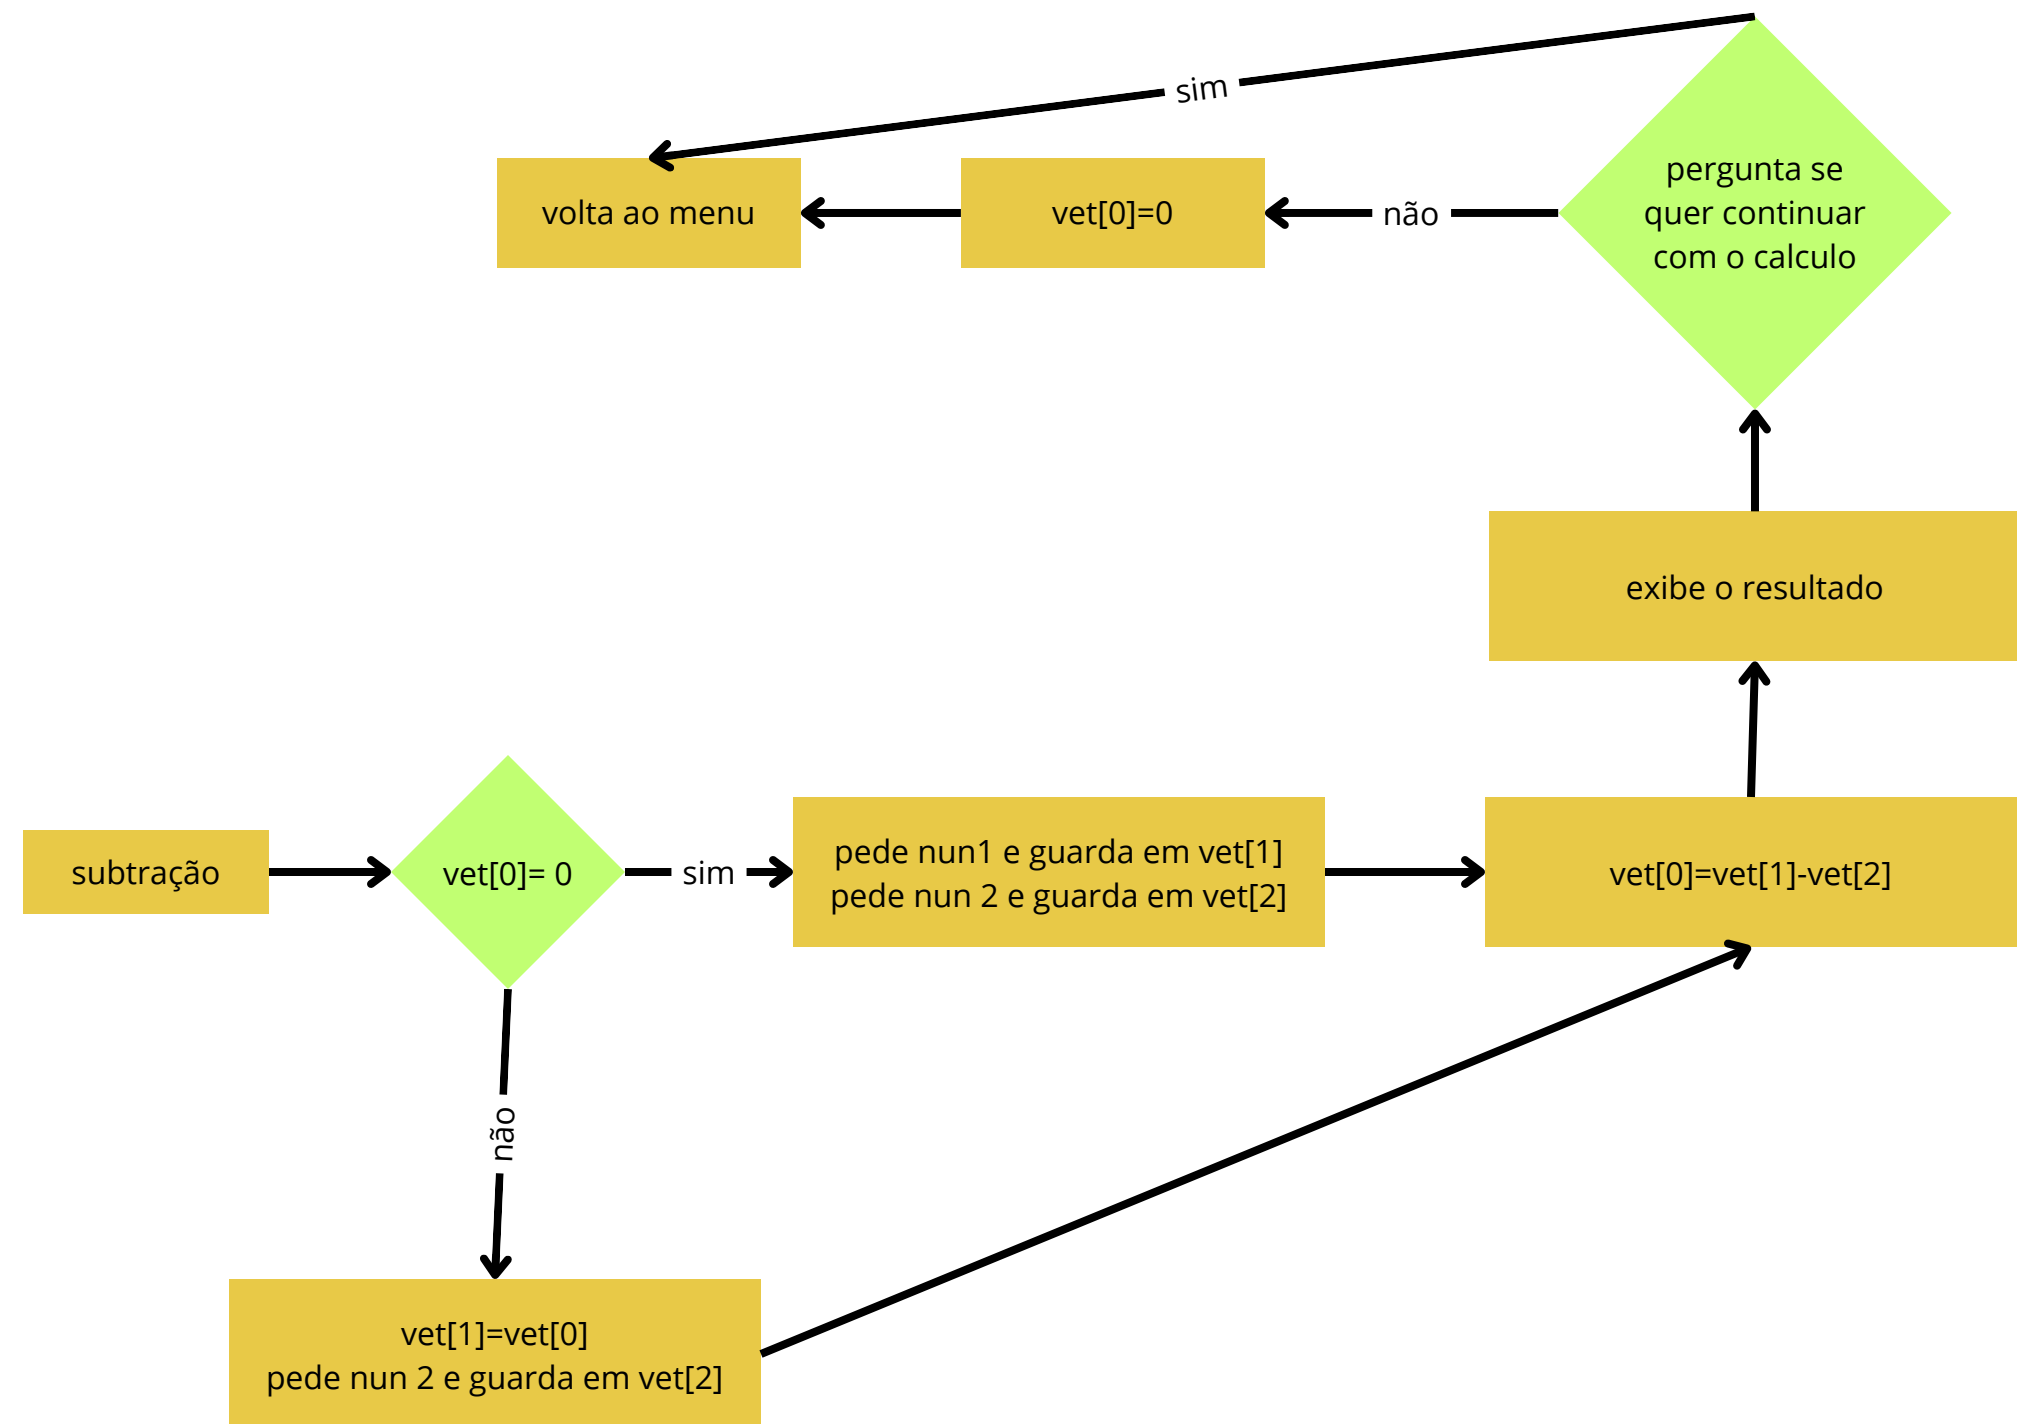 sim
volta ao menu
vet[0]=0
não
pergunta se
quer continuar
com o calculo
exibe o resultado
subtração
vet[0]= 0
sim
pede nun1 e guarda em vet[1]
pede nun 2 e guarda em vet[2]
vet[0]=vet[1]-vet[2]
não
vet[1]=vet[0]
pede nun 2 e guarda em vet[2]